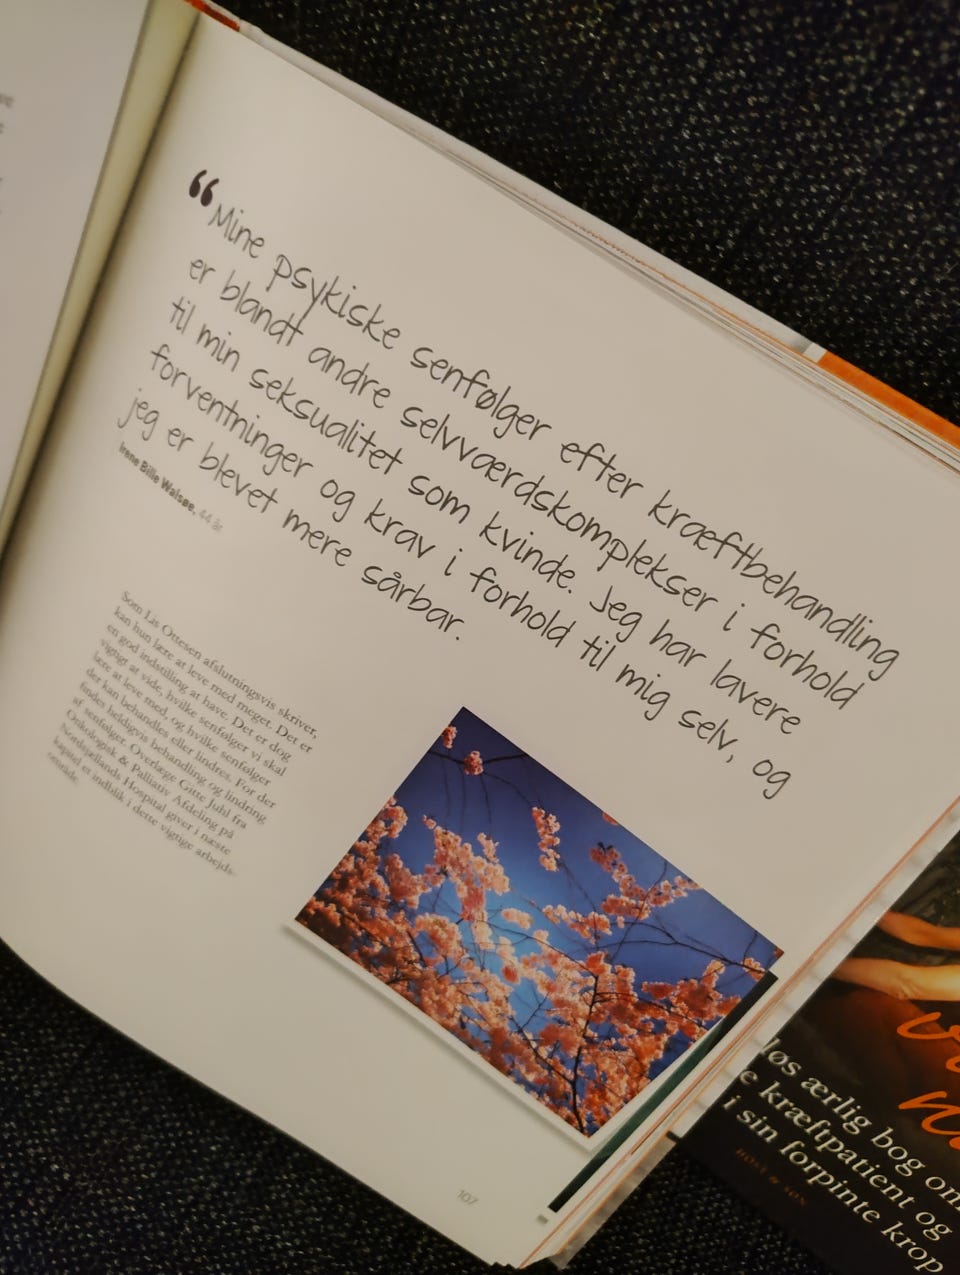 “Mine psykiske senfølger efter kræftbehandling
er blandt andre selvværdskomplekser i forhold
til min seksualitet som kvinde. Jeg har lavere
forventninger og krav i forhold til mig selv, og
jeg er blevet mere sårbar.
Irene Bille Walsøe, 44 år
Som Lis Ottesen afslutningsvis skriver,
kan hun lære at leve med meget. Det er
en god indstilling at have. Det er dog
vigtigt at vide, hvilke senfølger vi skal
lære at leve med, og hvilke senfølger
der kan behandles eller lindres. For der
findes heldigvis behandling og lindring
af senfølger. Overlæge Gitte Juhl fra
Onkologisk & Palliativ Afdeling på
Nordsjællands Hospital giver i næste
kapitel et indblik i dette vigtige arbejds-
område.
107
løs ærlig bog om
e kræftpatient og
i sin forpinte krop
HØST & SØN